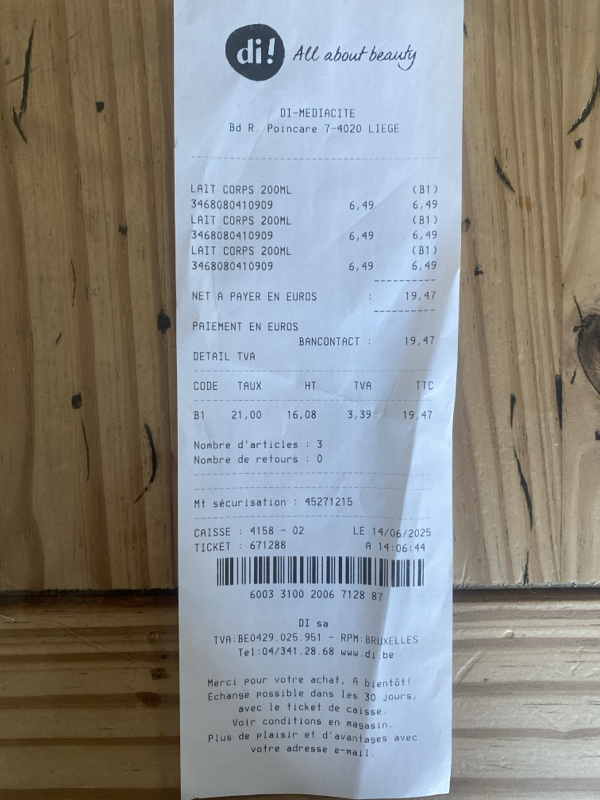 di! All about beauty
DI-MEDIACITE
Bd R. Poincare 7-4020 LIEGE
LAIT CORPS 200ML (B1)
3468080410909 6,49 6,49
LAIT CORPS 200ML (B1)
3468080410909 6,49 6,49
LAIT CORPS 200ML (B1)
3468080410909 6,49 6,49
NET A PAYER EN EUROS : 19,47
PAIEMENT EN EUROS
BANCONTACT : 19,47
DETAIL TVA
CODE TAUX HT TVA TTC
B1 21,00 16,08 3,39 19,47
Nombre d'articles : 3
Nombre de retours : 0
Mt sécurisation : 45271215
CAISSE : 4158 - 02 LE 14/06/2025
TICKET : 671288 A 14:06:44
6003 3100 2006 7128 87
DI sa
TVA:BE0429.025.951 - RPM:BRUXELLES
Tel:04/341.28.68 www.di.be
Merci pour votre achat, A bientôt!
Echange possible dans les 30 jours,
avec le ticket de caisse.
Voir conditions en magasin.
Plus de plaisir et d'avantages avec
votre adresse e-mail.